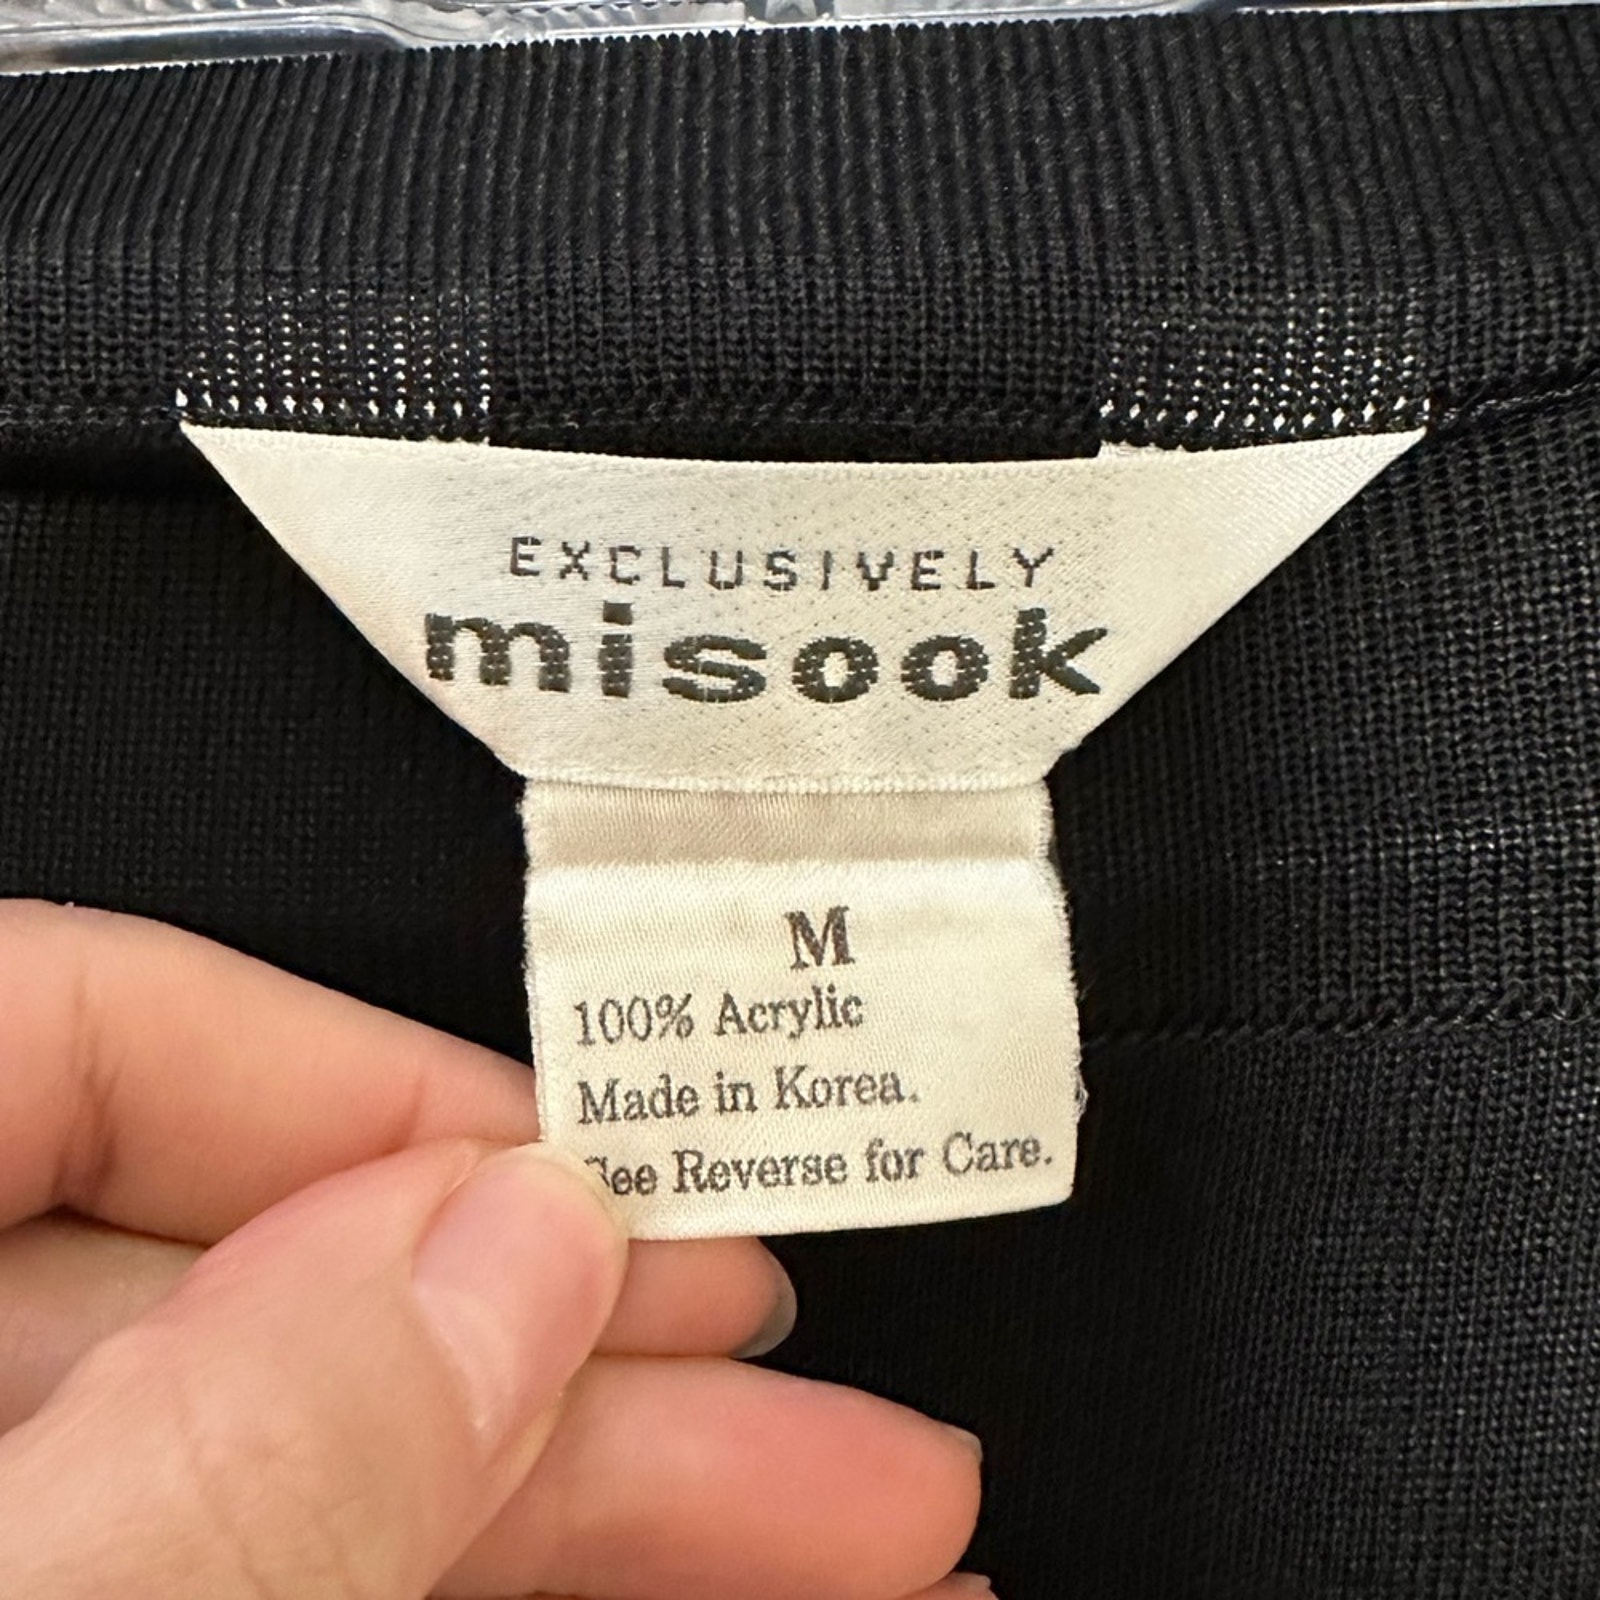 EXCLUSIVELY
misook
M
100% Acrylic
Made in Korea.
See Reverse for Care.